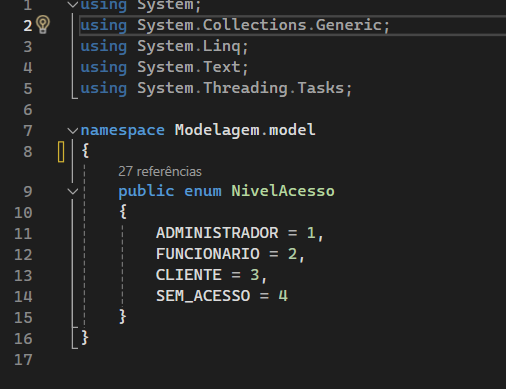 1 using System;
2 using System.Collections.Generic;
3 using System.Linq;
4 using System.Text;
5 using System.Threading.Tasks;
6
7 namespace Modelagem.model
8 {
27 referências
9 public enum NivelAcesso
10 {
11 ADMINISTRADOR = 1,
12 FUNCIONARIO = 2,
13 CLIENTE = 3,
14 SEM_ACESSO = 4
15 }
16 }
17